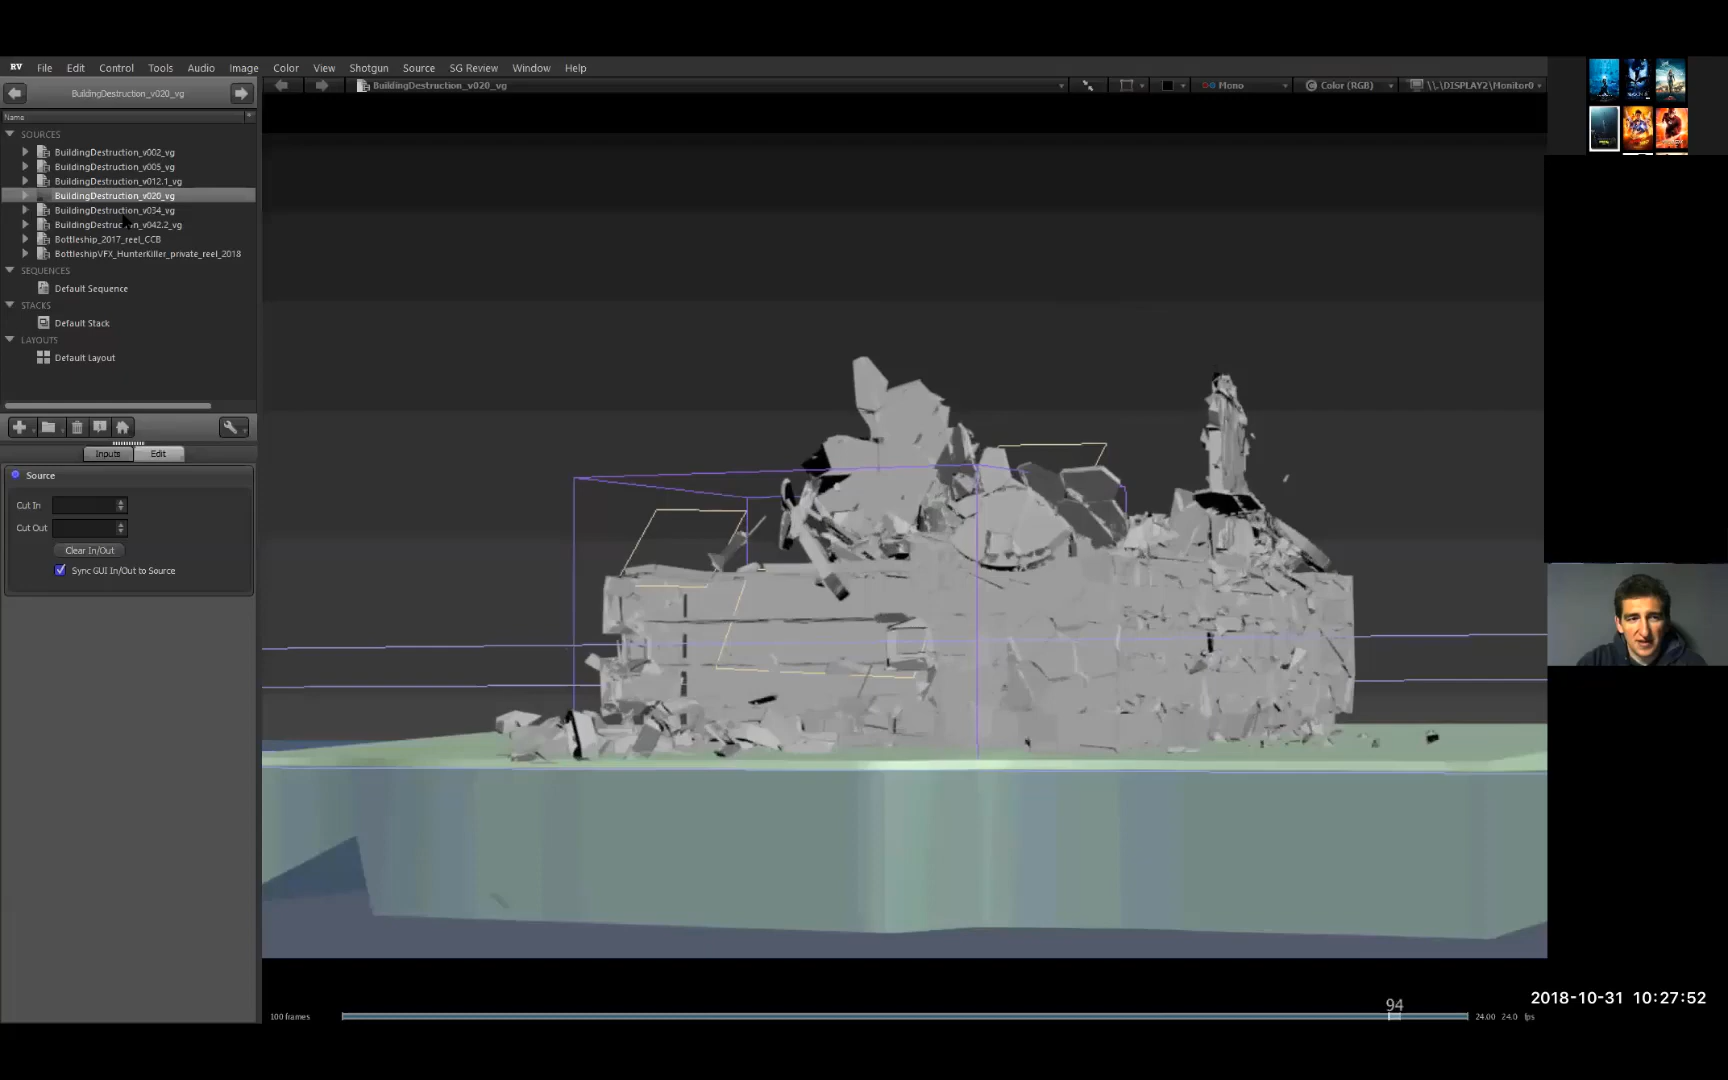 RV File Edit Control Tools Audio Image Color View Shotgun Source SG Review Window Help
BuildingDestruction_v020_vg
BuildingDestruction_v020_vg
Mono
Color (RGB)
\\.\DISPLAY2\Monitor0
Name
SOURCES
BuildingDestruction_v002_vg
BuildingDestruction_v005_vg
BuildingDestruction_v012.1_vg
BuildingDestruction_v020_vg
BuildingDestruction_v034_vg
BuildingDestruction_v042.2_vg
Bottleship_2017_reel_CCB
BottleshipVFX_HunterKiller_private_reel_2018
SEQUENCES
Default Sequence
STACKS
Default Stack
LAYOUTS
Default Layout
Inputs Edit
Source
Cut In
Cut Out
Clear In/Out
Sync GUI In/Out to Source
2018-10-31 10:27:52
94
100 frames
24.00 24.0 fps